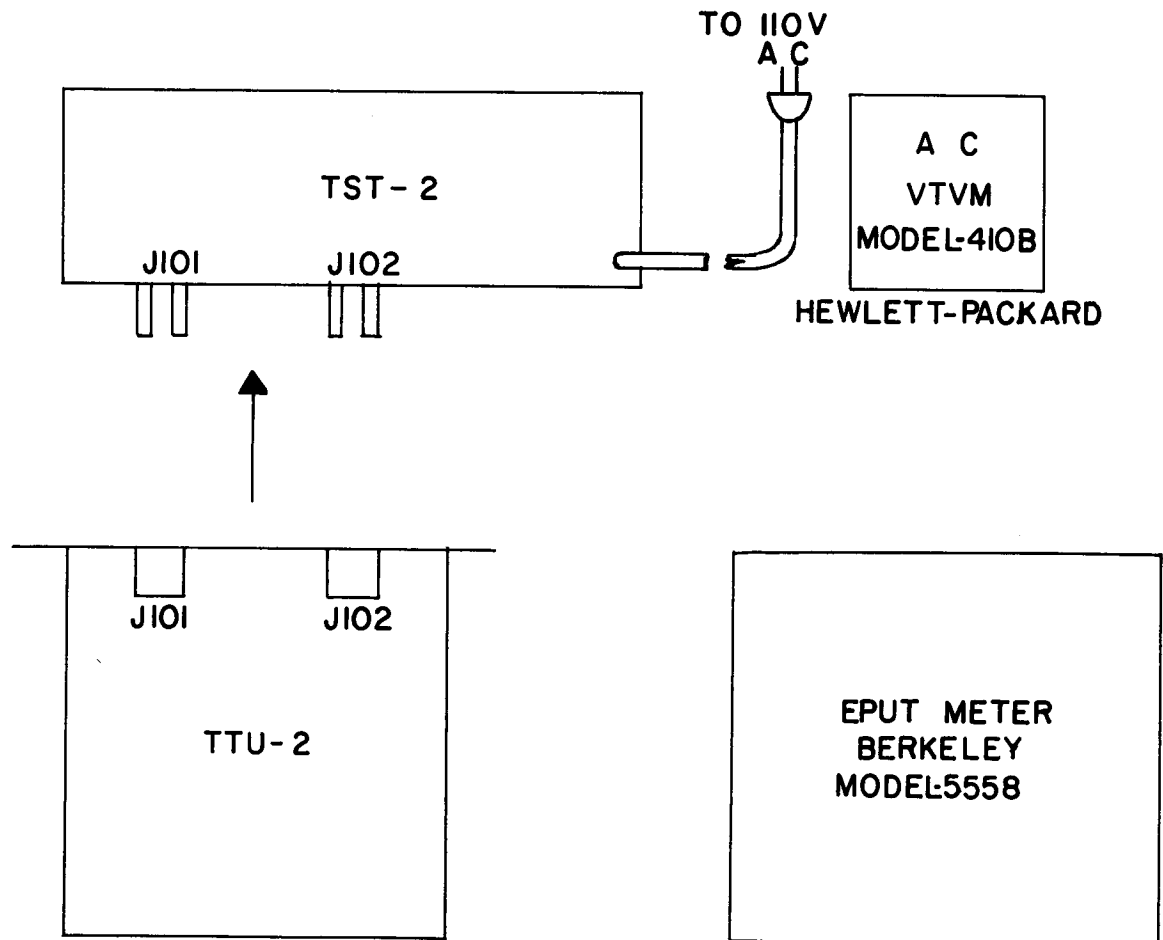 TO 110V
A C
TST-2
J101
J102
A C
VTVM
MODEL-410B
HEWLETT-PACKARD
J101
J102
TTU-2
EPUT METER
BERKELEY
MODEL-5558